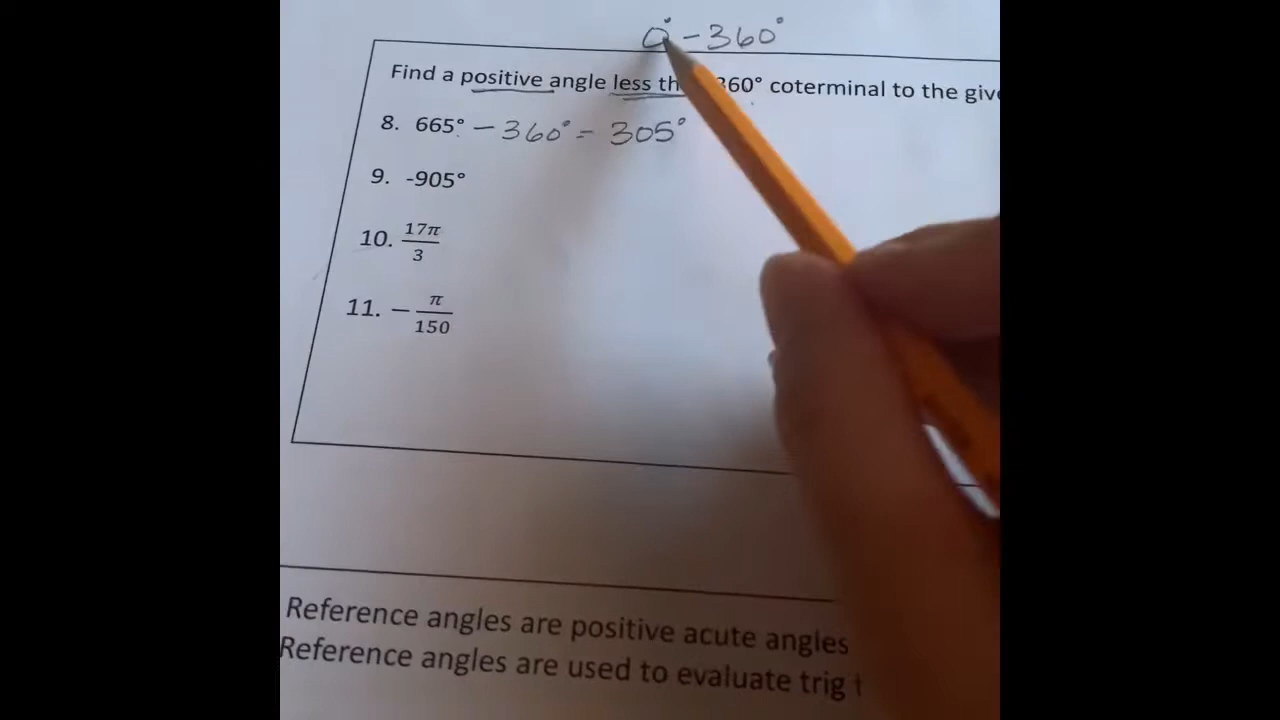 0° - 360°
Find a positive angle less th 360° coterminal to the giv
8. 665° - 360° = 305°
9. -905°
10. 17π/3
11. - π/150
Reference angles are positive acute angles
Reference angles are used to evaluate trig